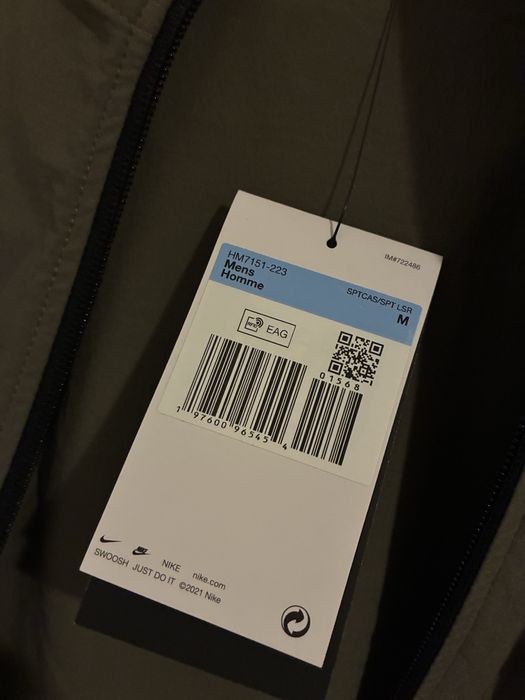 IM#722486
HM7151-223
Mens
Homme
SPTCAS/SPT LSR
M
RFID
EAG
01568
1 97600 96545 4
NIKE
nike.com
SWOOSH JUST DO IT ©2021 Nike